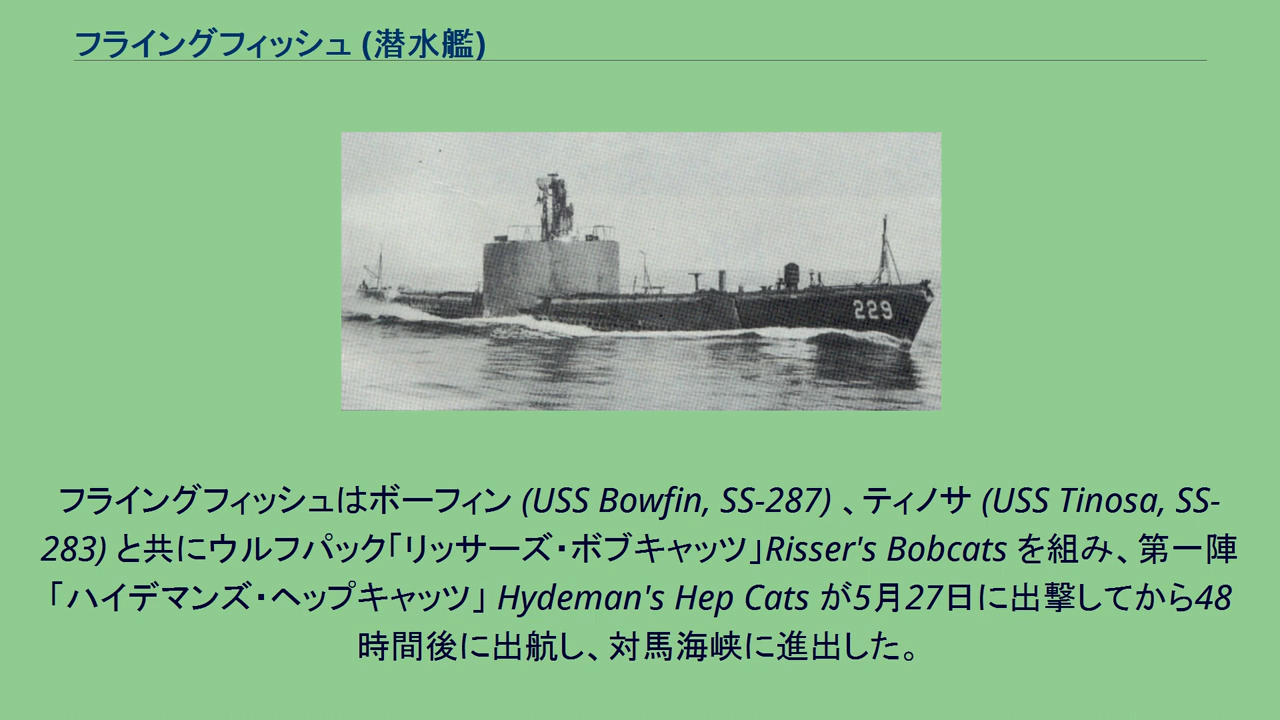 フライングフィッシュ (潜水艦)
229
フライングフィッシュはボーフィン (USS Bowfin, SS-287) 、ティノサ (USS Tinosa, SS-
283) と共にウルフパック「リッサーズ・ボブキャッツ」Risser's Bobcats を組み、第一陣
「ハイデマンズ・ヘップキャッツ」 Hydeman's Hep Cats が5月27日に出撃してから48
時間後に出航し、対馬海峡に進出した。